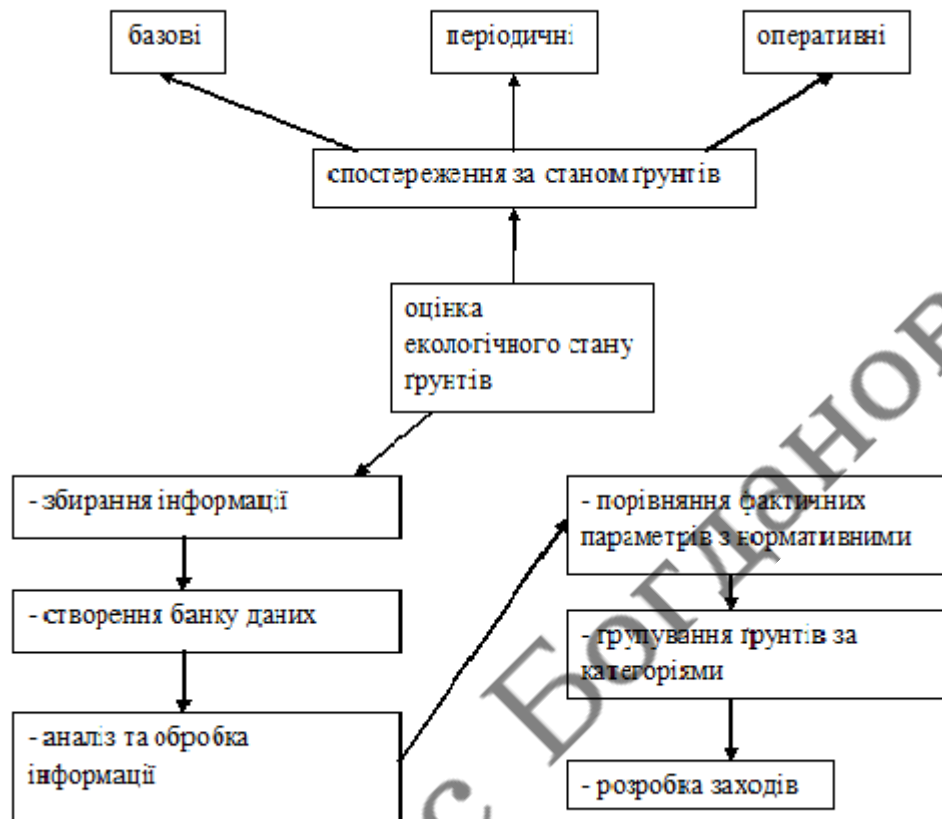 базові
періодичні
оперативні
спостереження за станом ґрунтів
оцінка
екологічного стану
ґрунтів
- збирання інформації
- створення банку даних
- аналіз та обробка
інформації
- порівняння фактичних
параметрів з нормативними
- групування ґрунтів за
категоріями
- розробка заходів
с Богданов